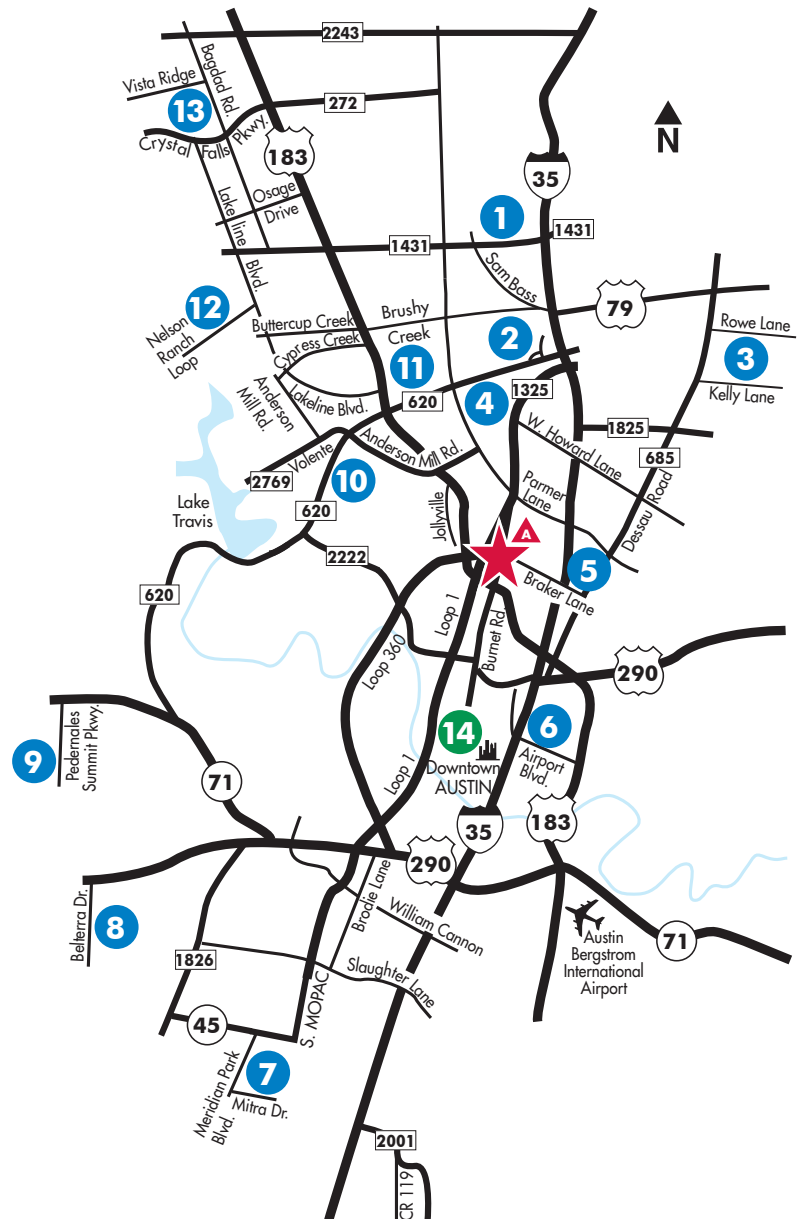 2243
Bagdad Rd.
Vista Ridge
13
272
Crystal Falls Pkwy.
183
N
35
Lake line Blvd.
Osage
Drive
1
1431
1431
Sam Bass
79
12
Nelson
Ranch
Loop
Buttercup Creek
Brushy
Creek
Cypress Creek
2
Rowe Lane
3
Kelly Lane
11
Lakeline Blvd.
620
4
1325
Anderson
Mill Rd.
Anderson Mill Rd.
W. Howard Lane
1825
685
Volente
2769
10
Parmer
Lane
Dessau Road
Lake
Travis
620
Jollyville
A
2222
5
Braker Lane
620
Loop 1
Loop 360
Burnet Rd.
290
14
6
Airport
Blvd.
9
Pedernales
Summit Pkwy.
71
Loop 1
Downtown
AUSTIN
35
183
290
8
Belterra Dr.
Brodie Lane
William Cannon
71
Austin
Bergstrom
International
Airport
1826
Slaughter Lane
S. MOPAC
45
7
Meridian Park
Blvd.
Mitra Dr.
2001
CR 119